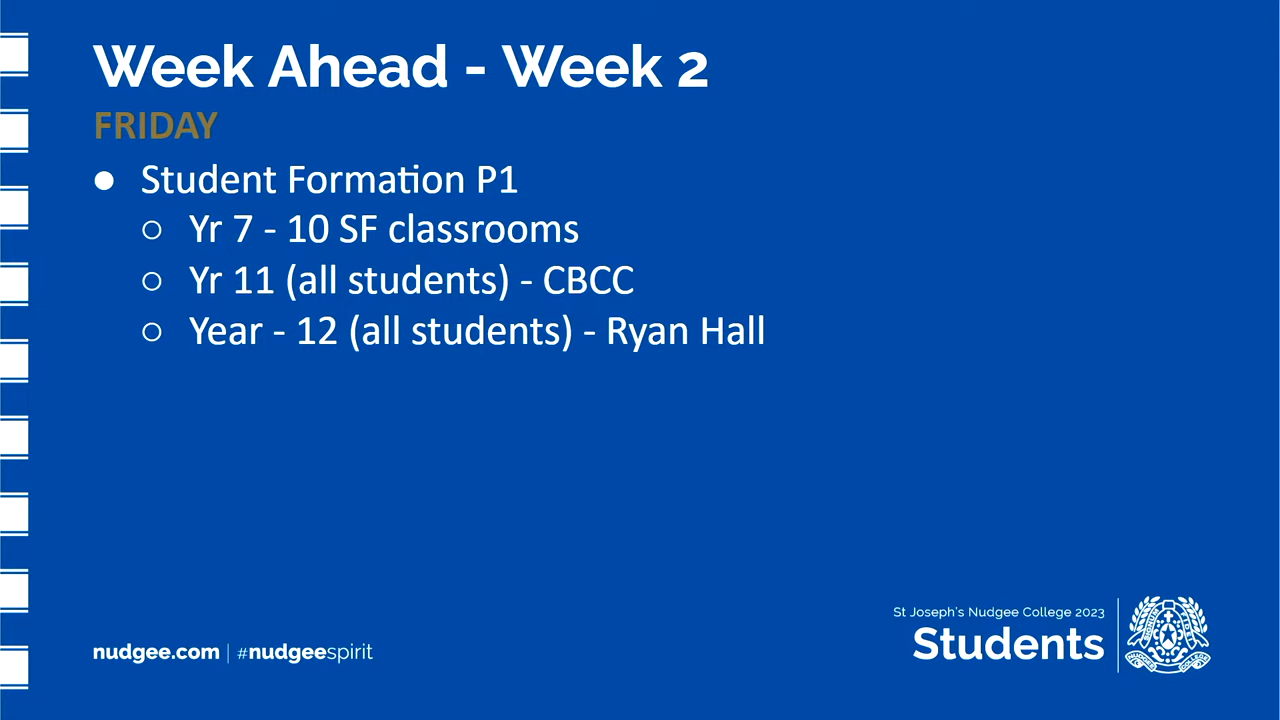 Week Ahead - Week 2
FRIDAY
● Student Formation P1
○ Yr 7 - 10 SF classrooms
○ Yr 11 (all students) - CBCC
○ Year - 12 (all students) - Ryan Hall
St Joseph's Nudgee College 2023
Students
nudgee.com | #nudgeespirit